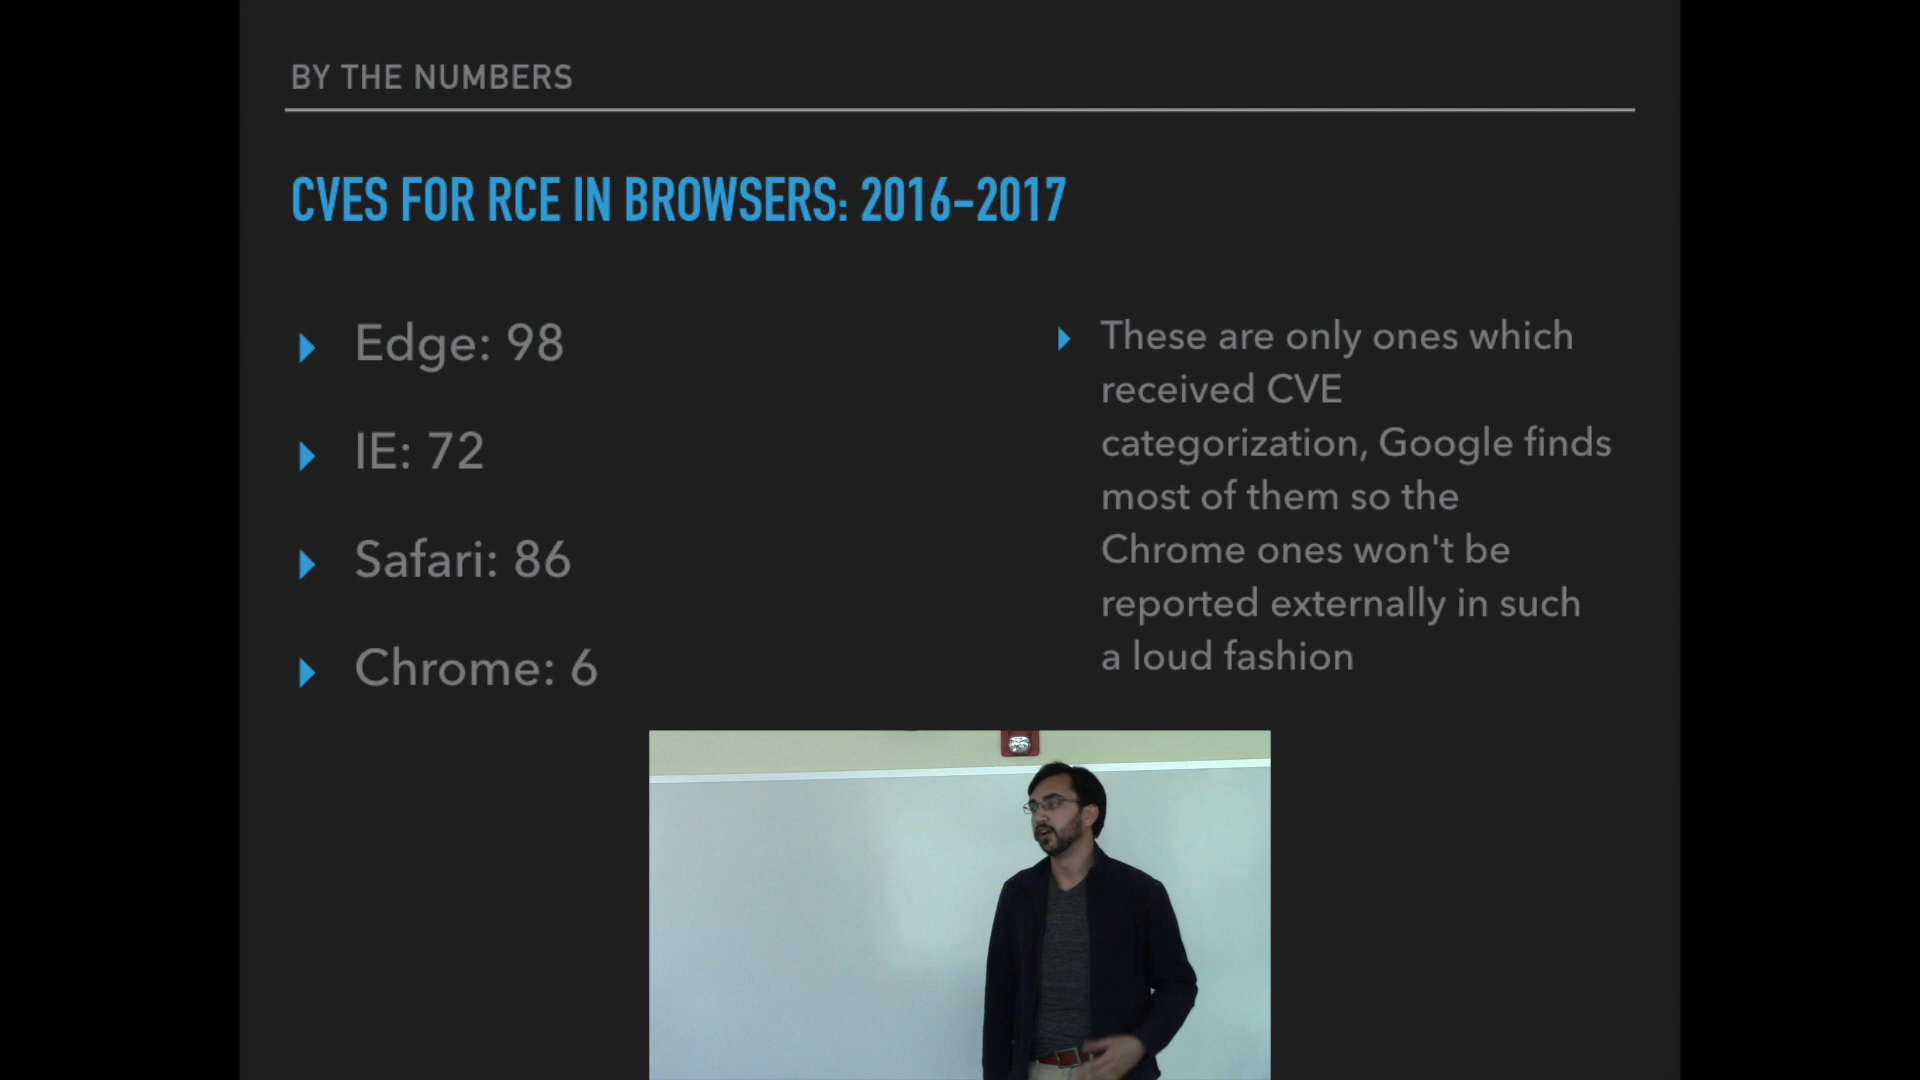 BY THE NUMBERS
CVES FOR RCE IN BROWSERS: 2016-2017
Edge: 98
IE: 72
Safari: 86
Chrome: 6
These are only ones which
received CVE
categorization, Google finds
most of them so the
Chrome ones won't be
reported externally in such
a loud fashion